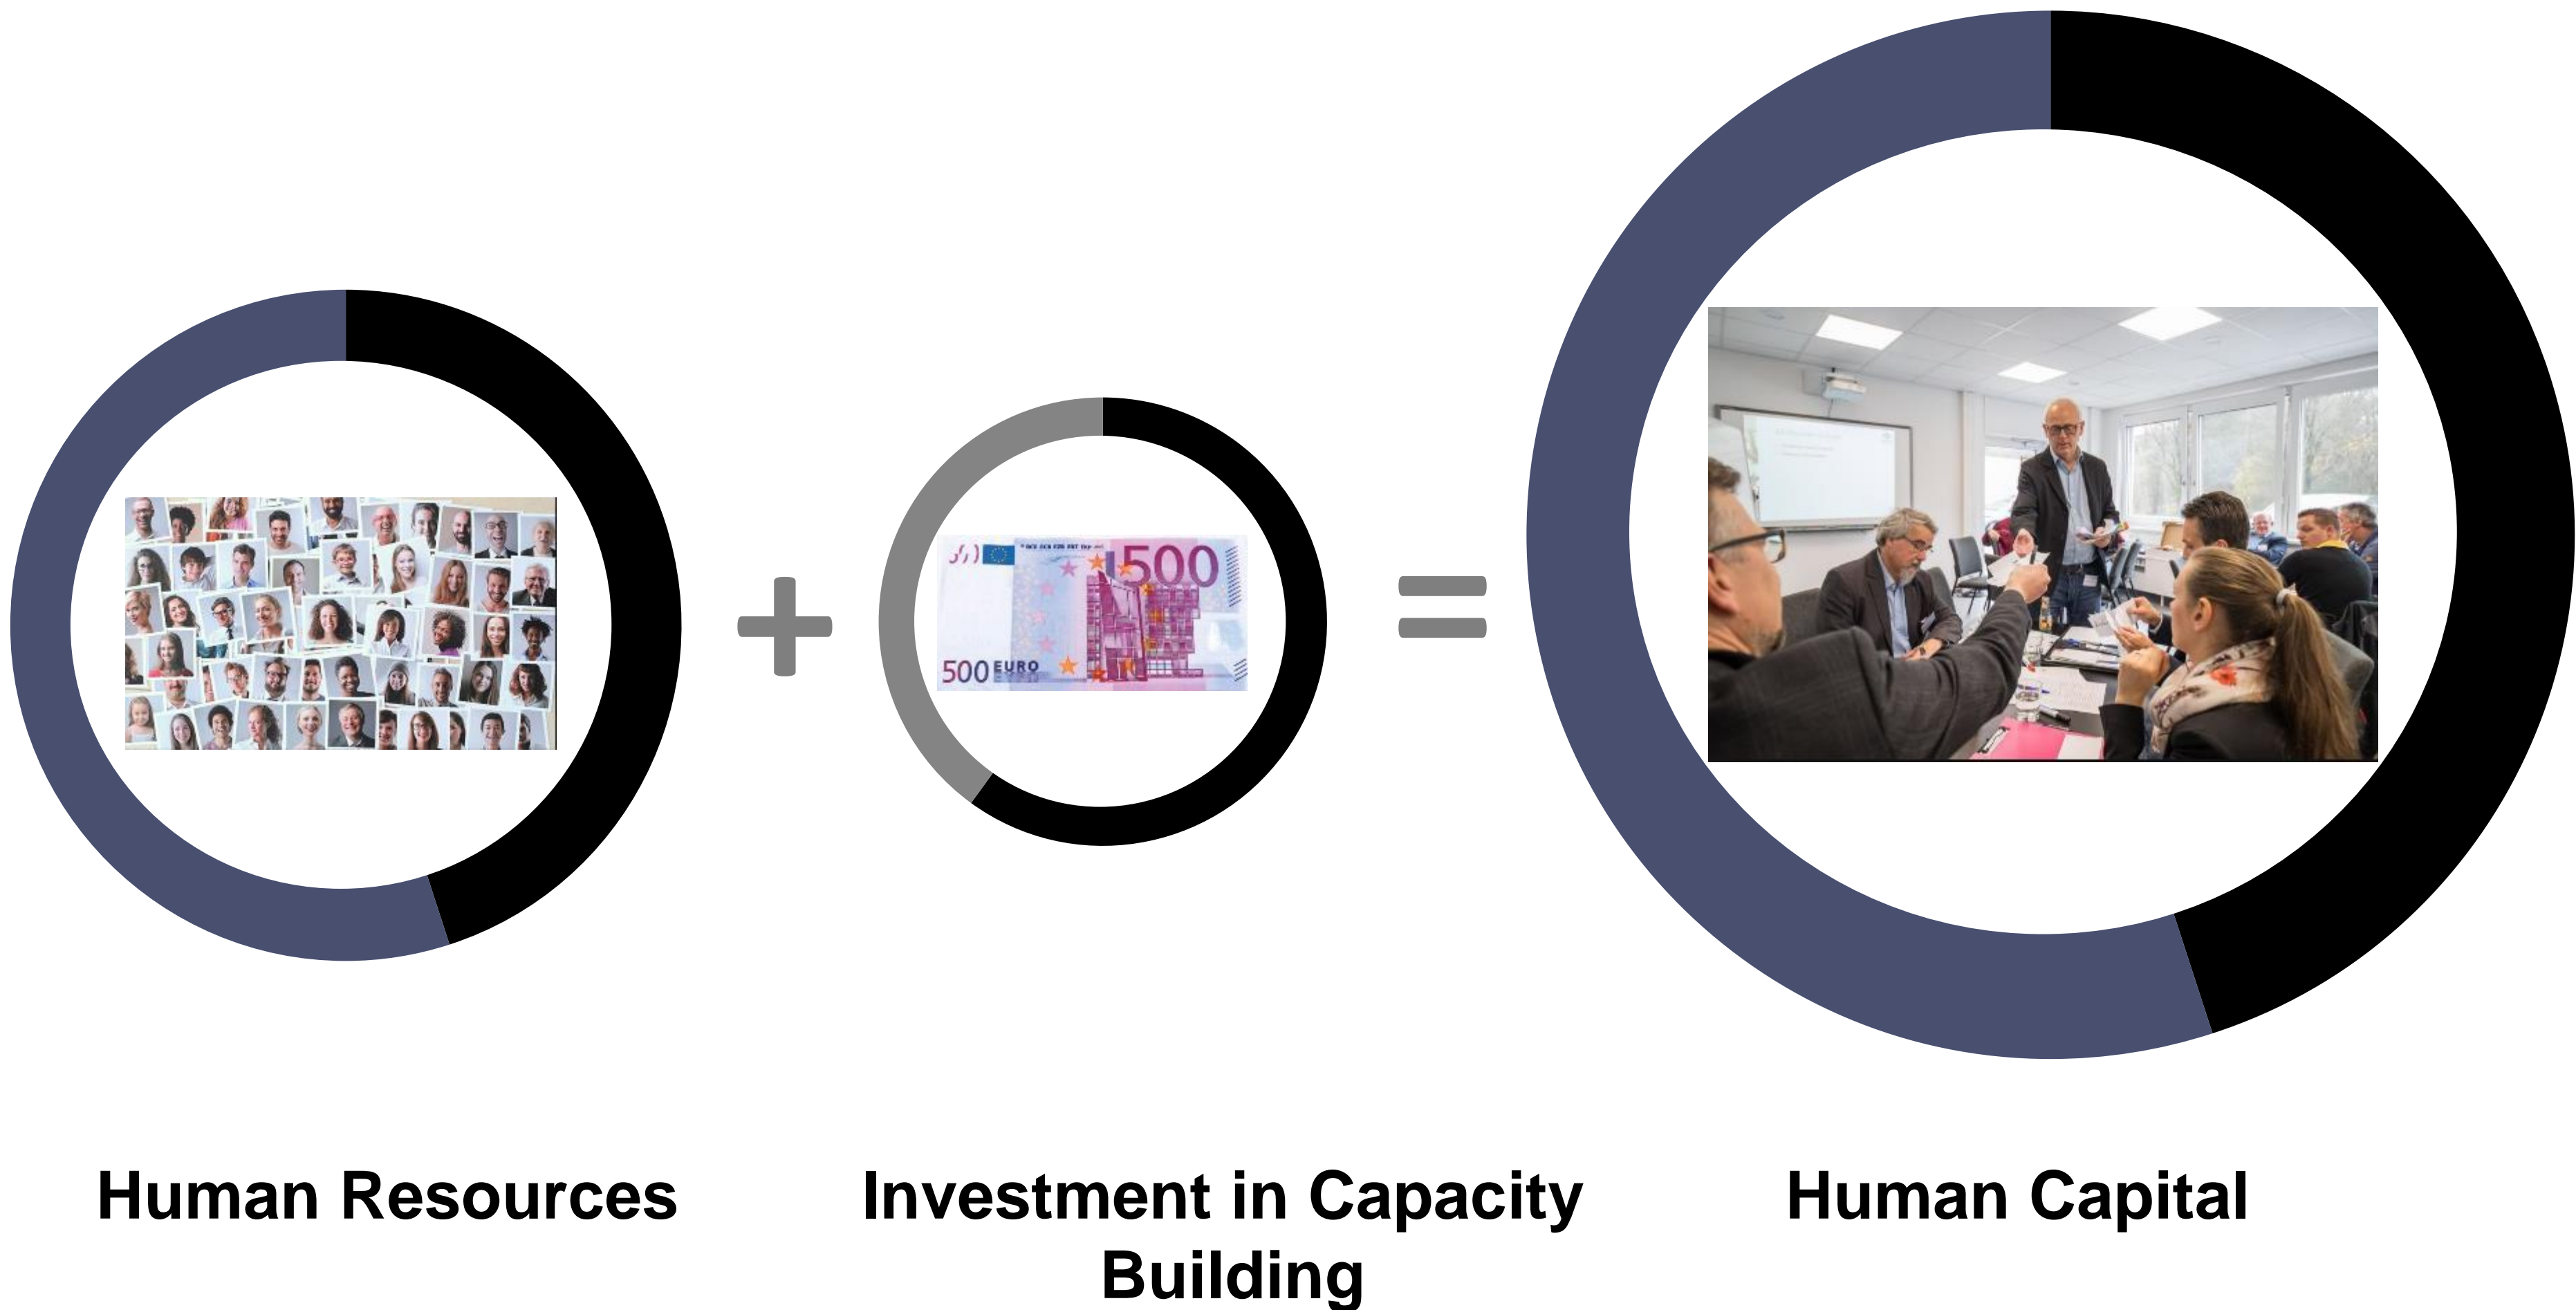 +
=
500
500 EURO
Human Resources
Investment in Capacity
Building
Human Capital